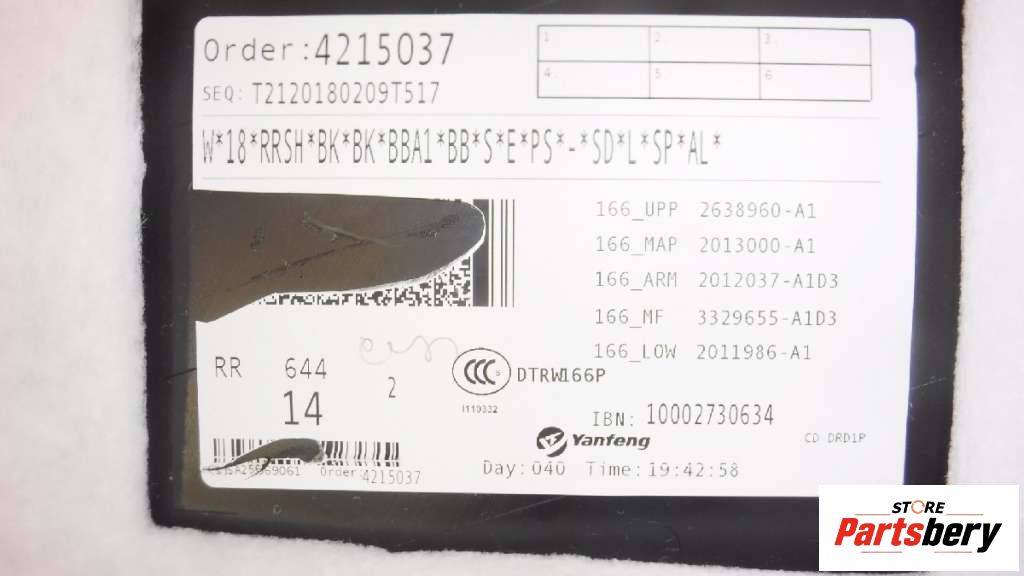 Order:4215037
1 2 3.
4. 5 6
SEQ: T2120180209T517
W*18*RRSH*BK*BK*BBA1*BB*S*E*PS*-*SD*L*SP*AL*
166_UPP 2638960-A1
166_MAP 2013000-A1
166_ARM 2012037-A1D3
166_MF 3329655-A1D3
166_LOW 2011986-A1
RR 644 2
14
CCC S DTRW166P
IBN: 10002730634
Yanfeng CD DRD1P
Order 4215037
Day:040 Time:19:42:58
STORE
Partsbery